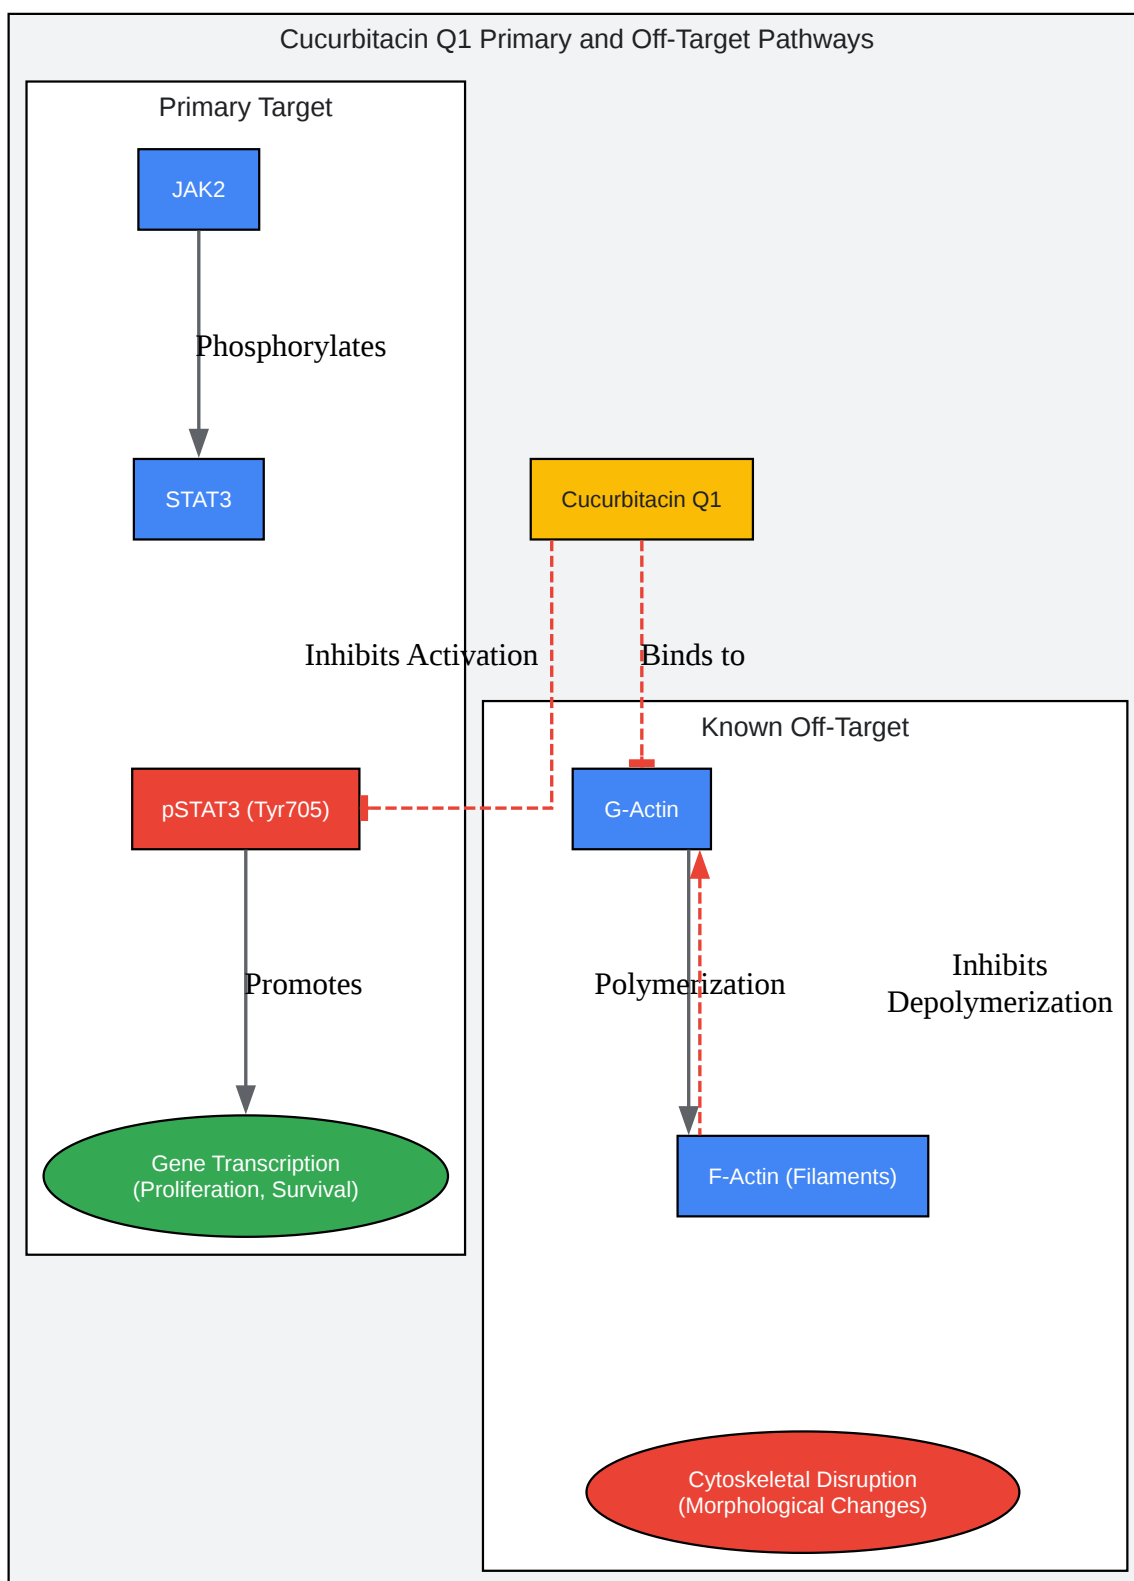 Cucurbitacin Q1 Primary and Off-Target Pathways
Primary Target
JAK2
Phosphorylates
STAT3
Cucurbitacin Q1
Inhibits Activation
Binds to
Known Off-Target
pSTAT3 (Tyr705)
G-Actin
Promotes
Polymerization
Inhibits
Depolymerization
Gene Transcription
(Proliferation, Survival)
F-Actin (Filaments)
Cytoskeletal Disruption
(Morphological Changes)